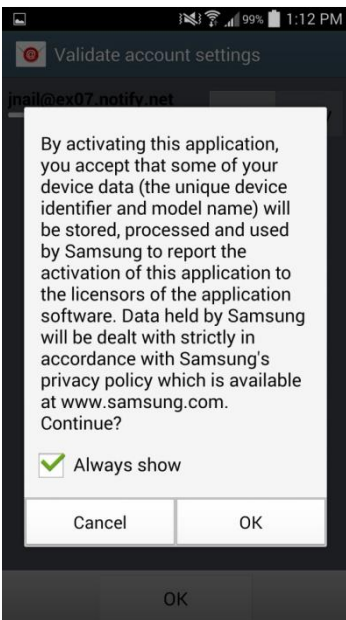 99% 1:12 PM
Validate account settings
jnail@ex07.notify.net
By activating this application,
you accept that some of your
device data (the unique device
identifier and model name) will
be stored, processed and used
by Samsung to report the
activation of this application to
the licensors of the application
software. Data held by Samsung
will be dealt with strictly in
accordance with Samsung's
privacy policy which is available
at www.samsung.com.
Continue?
Always show
Cancel OK
OK